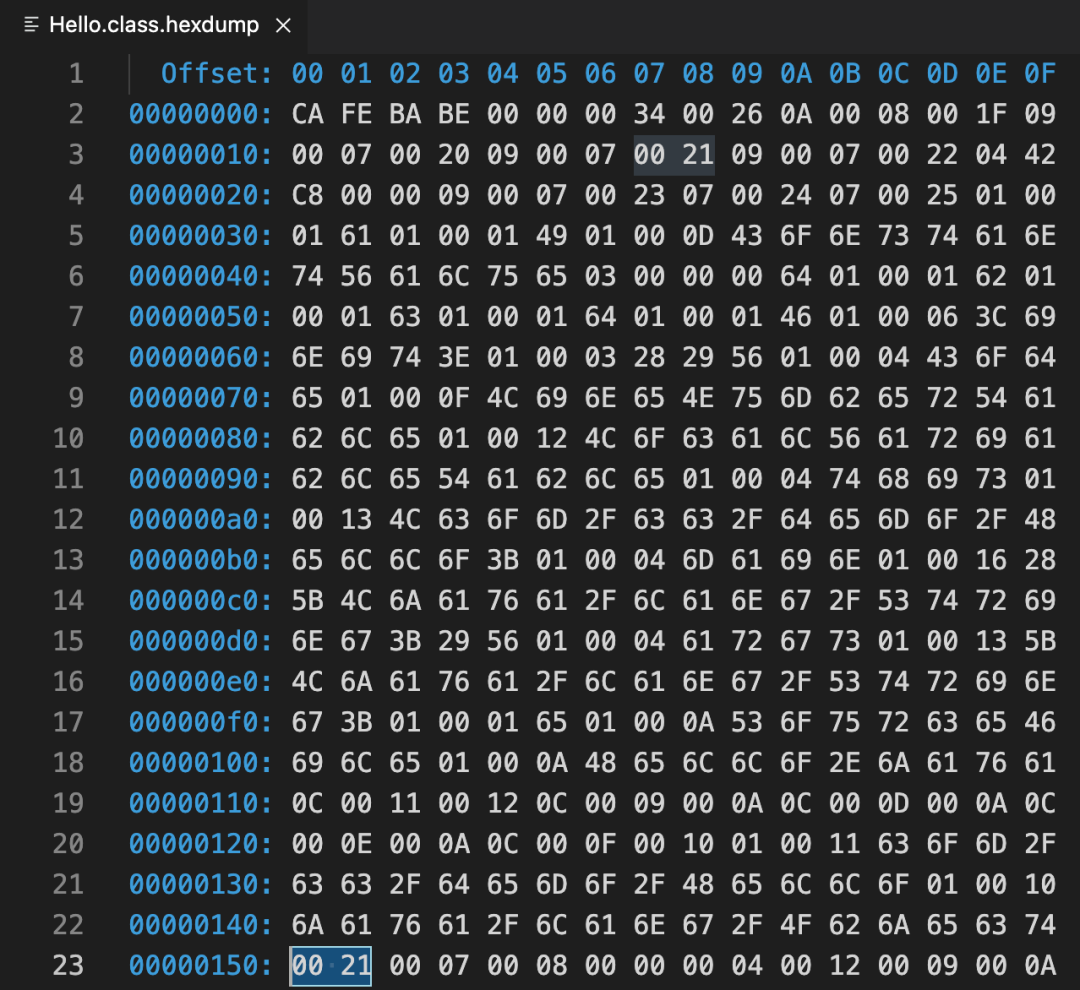 Hello.class.hexdump ×
1 Offset: 00 01 02 03 04 05 06 07 08 09 0A 0B 0C 0D 0E 0F
2 00000000: CA FE BA BE 00 00 00 34 00 26 0A 00 08 00 1F 09
3 00000010: 00 07 00 20 09 00 07 00 21 09 00 07 00 22 04 42
4 00000020: C8 00 00 09 00 07 00 23 07 00 24 07 00 25 01 00
5 00000030: 01 61 01 00 01 49 01 00 0D 43 6F 6E 73 74 61 6E
6 00000040: 74 56 61 6C 75 65 03 00 00 00 64 01 00 01 62 01
7 00000050: 00 01 63 01 00 01 64 01 00 01 46 01 00 06 3C 69
8 00000060: 6E 69 74 3E 01 00 03 28 29 56 01 00 04 43 6F 64
9 00000070: 65 01 00 0F 4C 69 6E 65 4E 75 6D 62 65 72 54 61
10 00000080: 62 6C 65 01 00 12 4C 6F 63 61 6C 56 61 72 69 61
11 00000090: 62 6C 65 54 61 62 6C 65 01 00 04 74 68 69 73 01
12 000000a0: 00 13 4C 63 6F 6D 2F 63 63 2F 64 65 6D 6F 2F 48
13 000000b0: 65 6C 6C 6F 3B 01 00 04 6D 61 69 6E 01 00 16 28
14 000000c0: 5B 4C 6A 61 76 61 2F 6C 61 6E 67 2F 53 74 72 69
15 000000d0: 6E 67 3B 29 56 01 00 04 61 72 67 73 01 00 13 5B
16 000000e0: 4C 6A 61 76 61 2F 6C 61 6E 67 2F 53 74 72 69 6E
17 000000f0: 67 3B 01 00 01 65 01 00 0A 53 6F 75 72 63 65 46
18 00000100: 69 6C 65 01 00 0A 48 65 6C 6C 6F 2E 6A 61 76 61
19 00000110: 0C 00 11 00 12 0C 00 09 00 0A 0C 00 0D 00 0A 0C
20 00000120: 00 0E 00 0A 0C 00 0F 00 10 01 00 11 63 6F 6D 2F
21 00000130: 63 63 2F 64 65 6D 6F 2F 48 65 6C 6C 6F 01 00 10
22 00000140: 6A 61 76 61 2F 6C 61 6E 67 2F 4F 62 6A 65 63 74
23 00000150: 00 21 00 07 00 08 00 00 00 04 00 12 00 09 00 0A